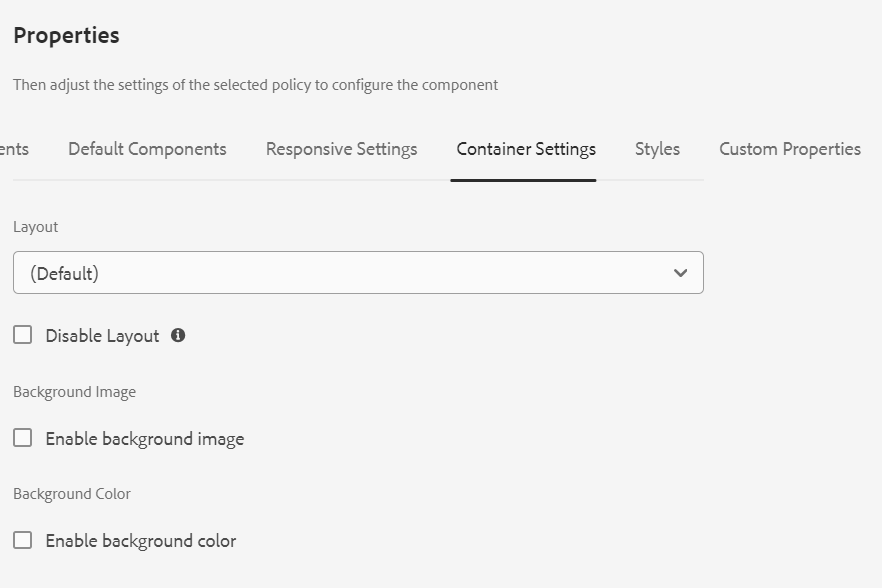 Properties
Then adjust the settings of the selected policy to configure the component
ents Default Components Responsive Settings Container Settings Styles Custom Properties
Layout
(Default)
Disable Layout
Background Image
Enable background image
Background Color
Enable background color